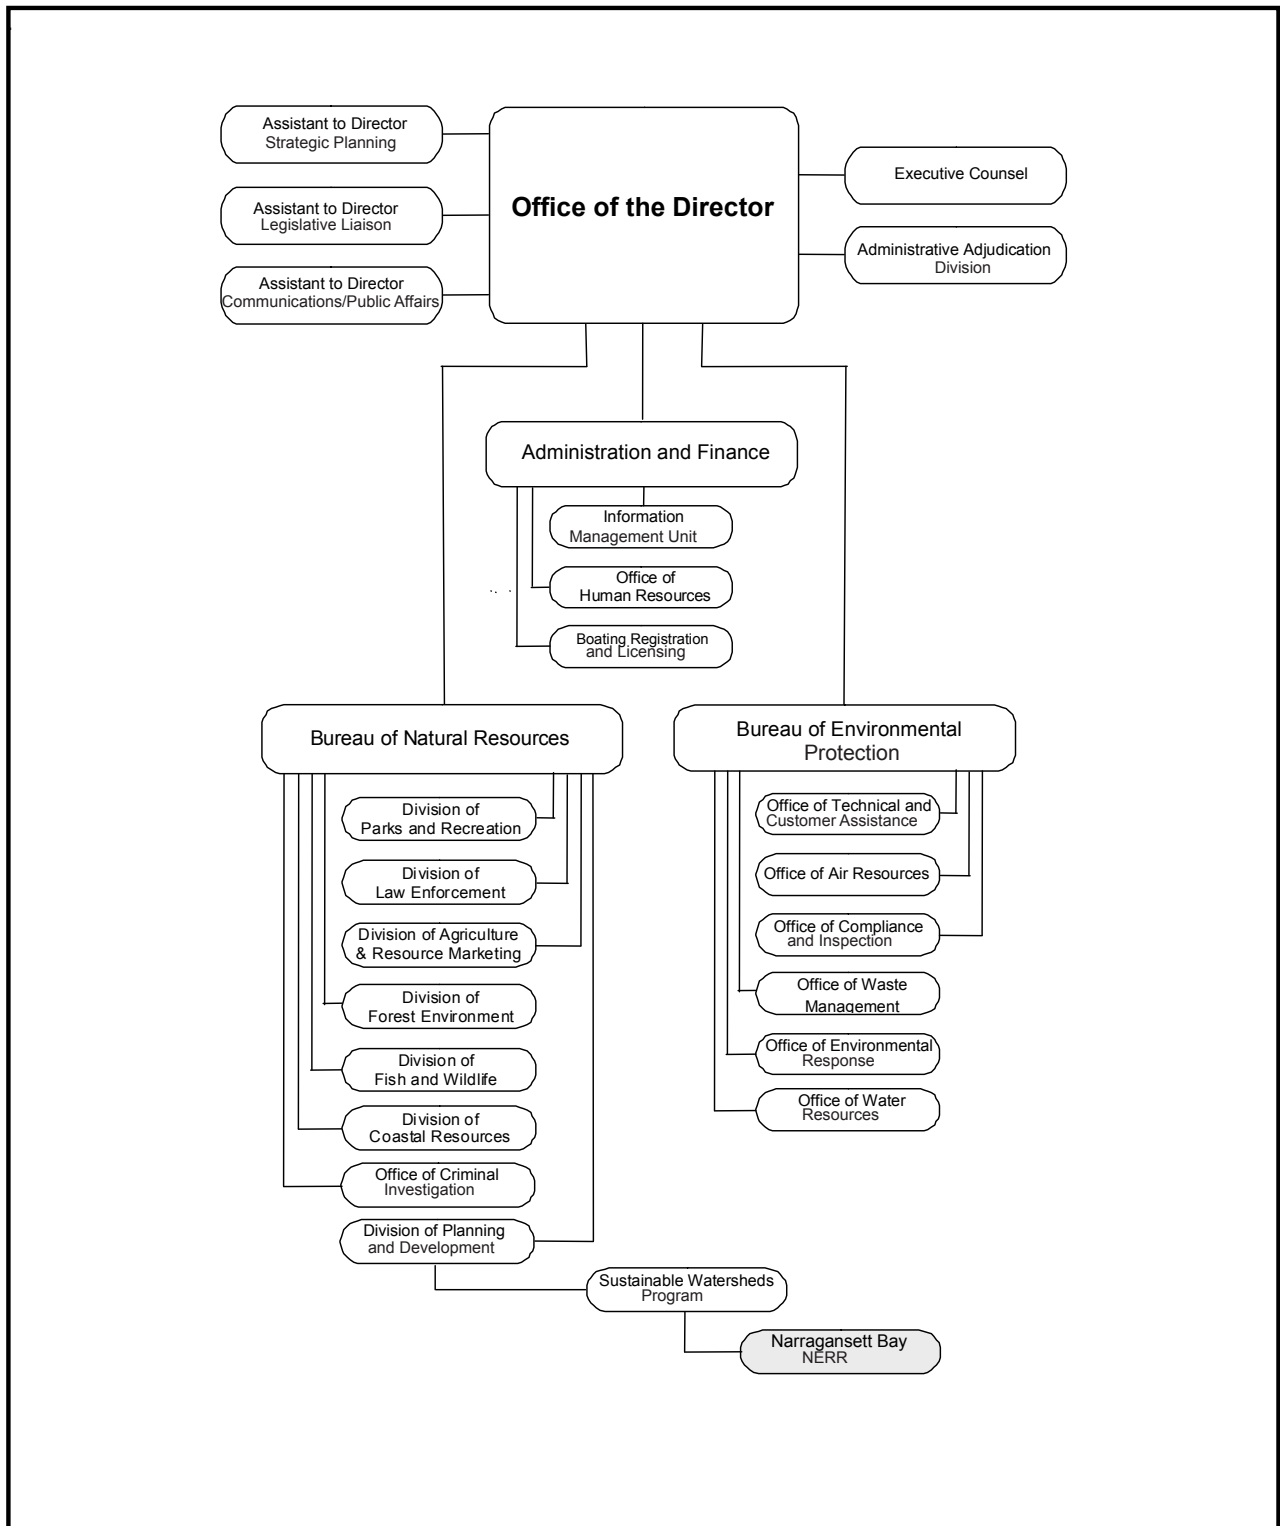 Assistant to Director
Strategic Planning
Assistant to Director
Legislative Liaison
Assistant to Director
Communications/Public Affairs
Office of the Director
Executive Counsel
Administrative Adjudication
Division
Administration and Finance
Information
Management Unit
Office of
Human Resources
Boating Registration
and Licensing
Bureau of Natural Resources
Division of
Parks and Recreation
Division of
Law Enforcement
Division of Agriculture
& Resource Marketing
Division of
Forest Environment
Division of
Fish and Wildlife
Division of
Coastal Resources
Office of Criminal
Investigation
Division of Planning
and Development
Sustainable Watersheds
Program
Narragansett Bay
NERR
Bureau of Environmental
Protection
Office of Technical and
Customer Assistance
Office of Air Resources
Office of Compliance
and Inspection
Office of Waste
Management
Office of Environmental
Response
Office of Water
Resources